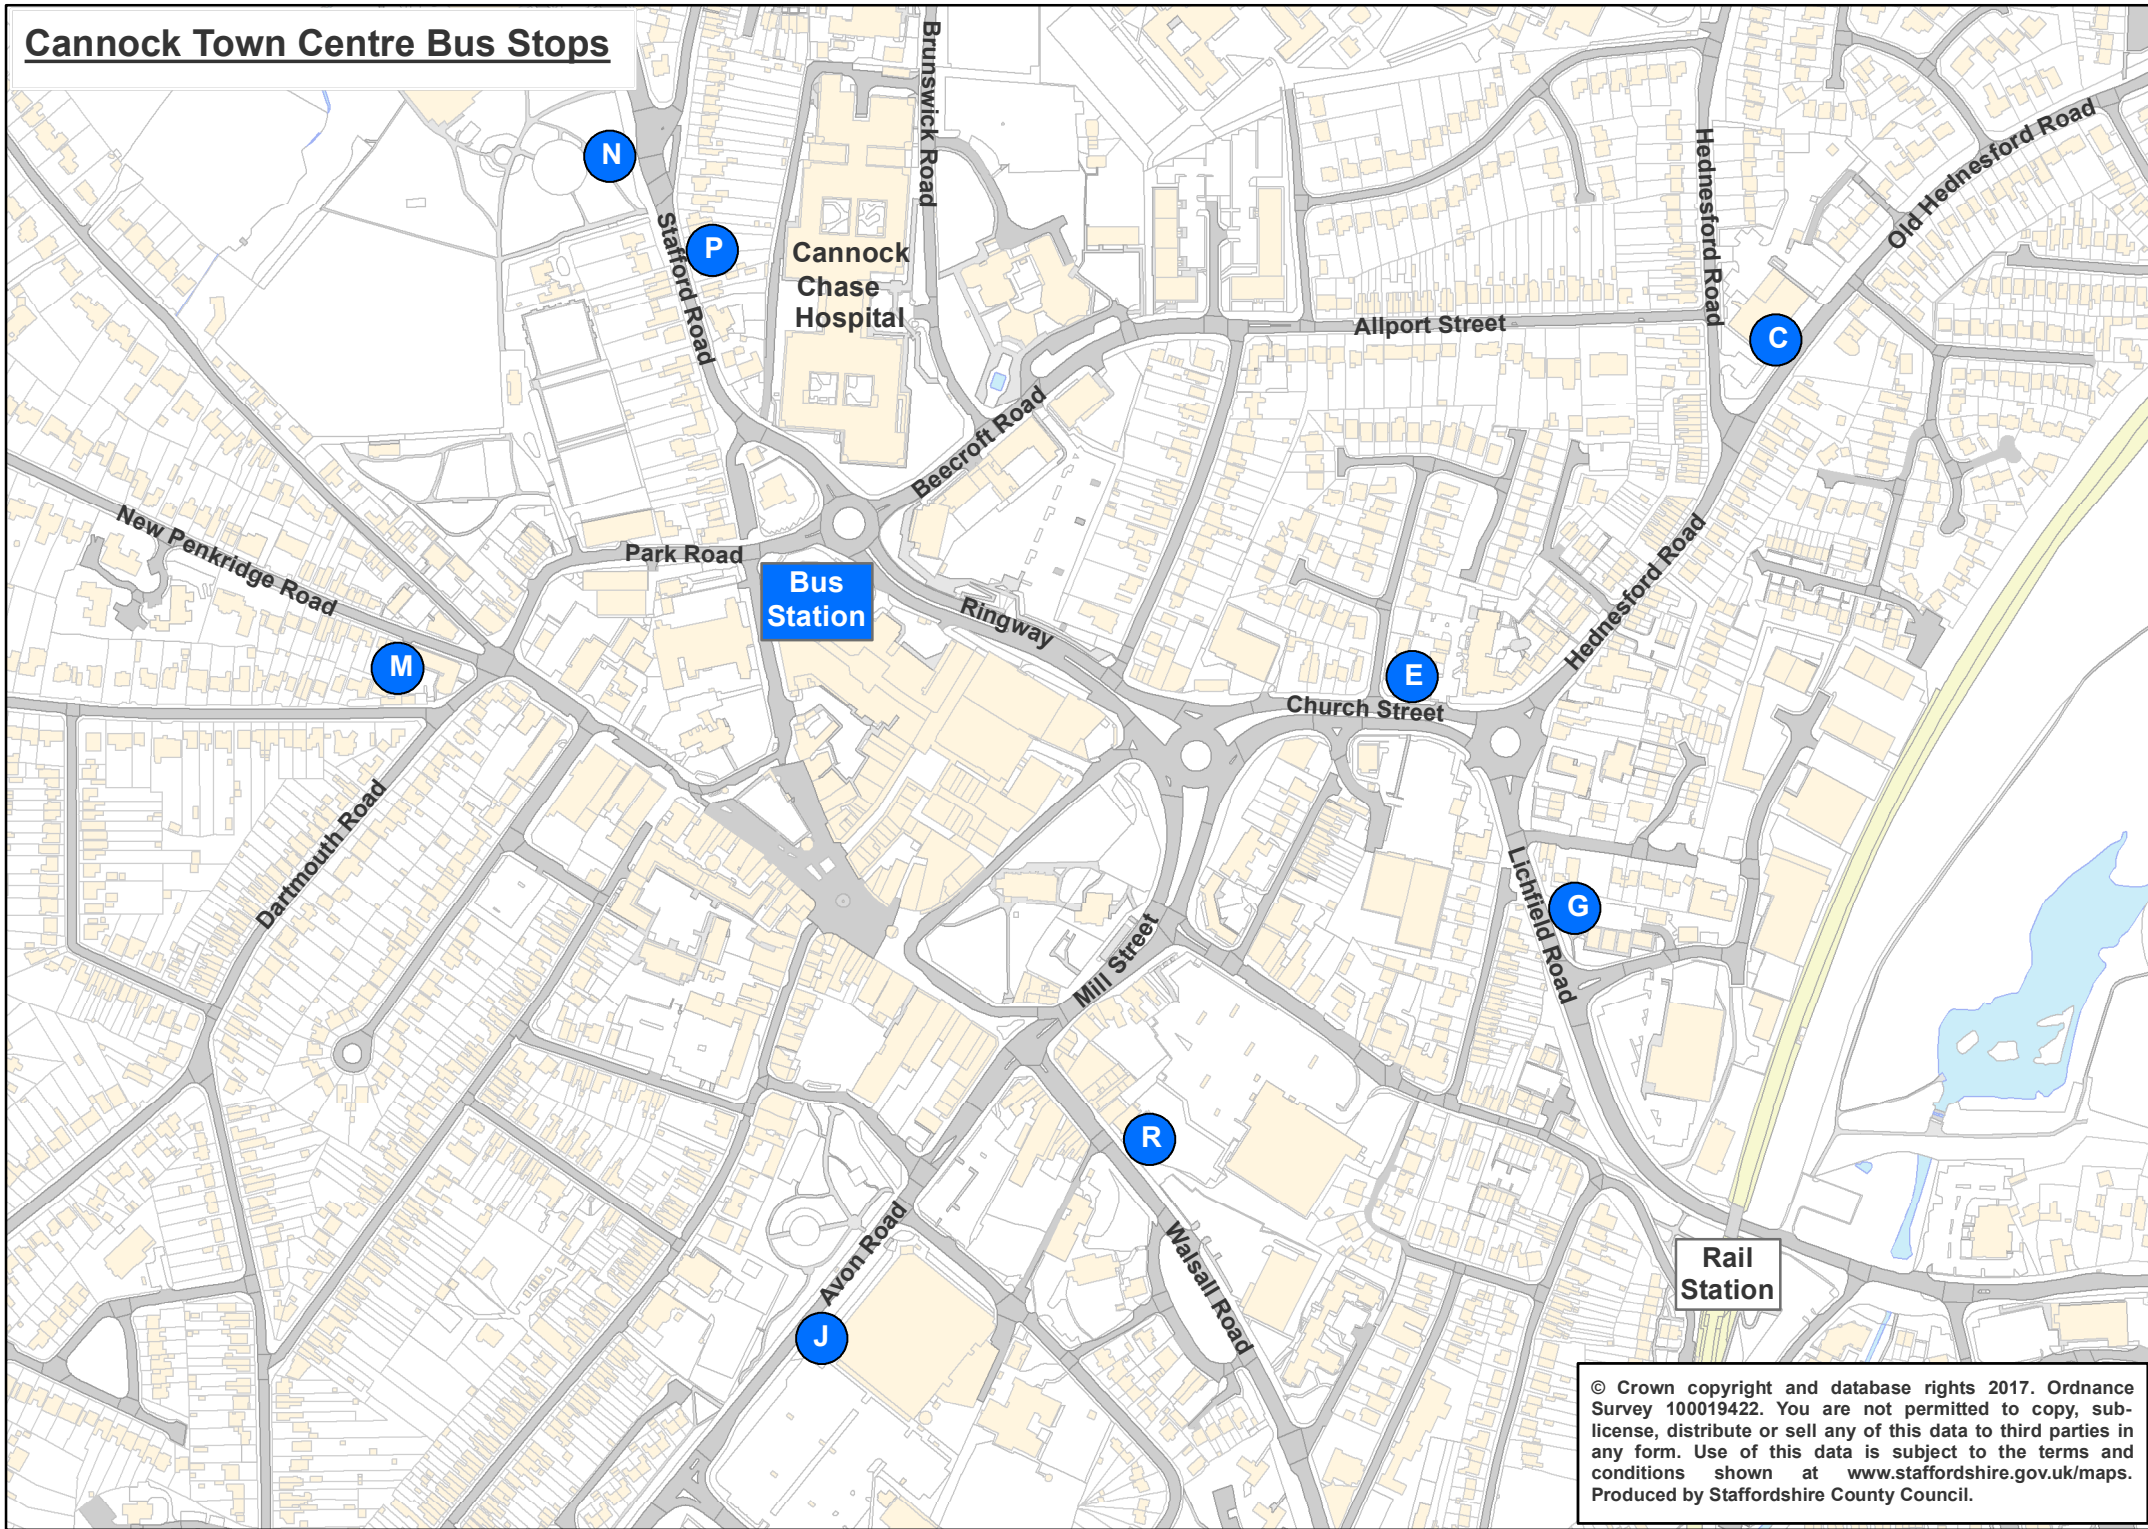 Cannock Town Centre Bus Stops
Brunswick Road
N
Stafford Road
P
Cannock
Chase
Hospital
Hednesford Road
Old Hednesford Road
Allport Street
C
Beecroft Road
New Penkridge Road
Park Road
Bus
Station
Ringway
Hednesford Road
M
E
Church Street
Dartmouth Road
Lichfield Road
G
Mill Street
R
Avon Road
Walsall Road
J
Rail
Station
© Crown copyright and database rights 2017. Ordnance
Survey 100019422. You are not permitted to copy, sub-
license, distribute or sell any of this data to third parties in
any form. Use of this data is subject to the terms and
conditions shown at www.staffordshire.gov.uk/maps.
Produced by Staffordshire County Council.